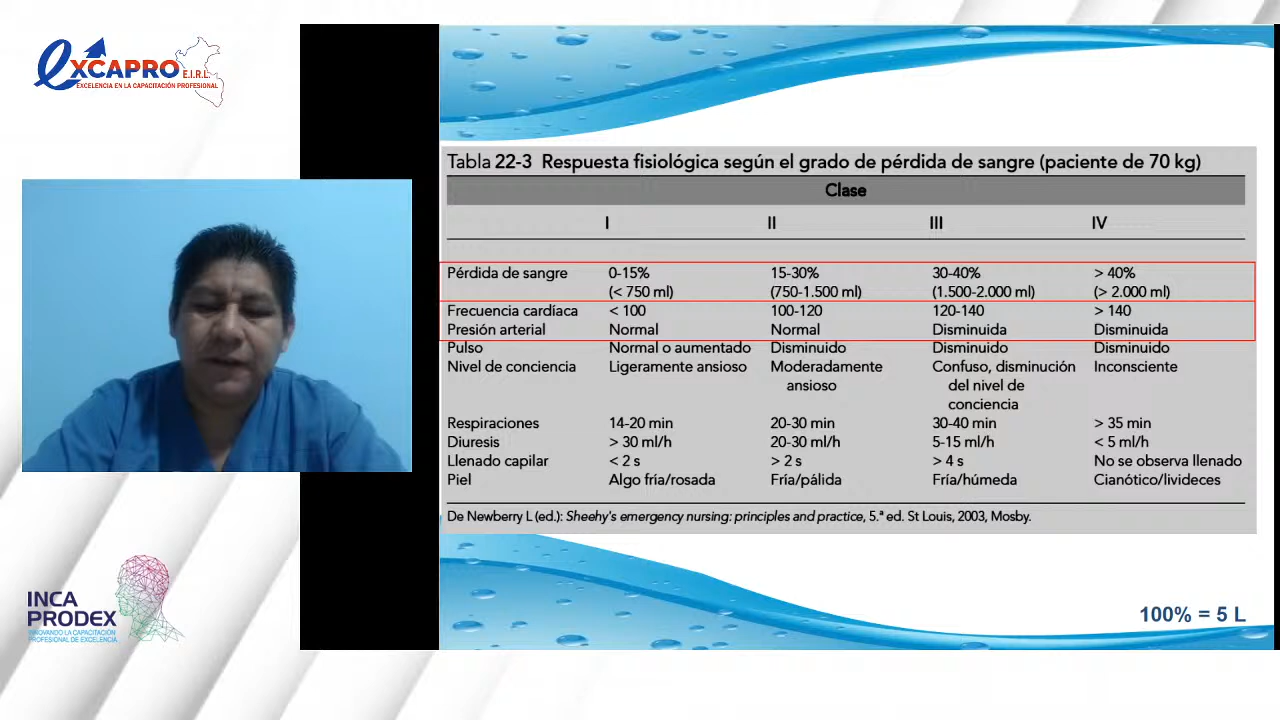 excapro E.I.R.L.
EXCELENCIA EN LA CAPACITACIÓN PROFESIONAL
Tabla 22-3 Respuesta fisiológica según el grado de pérdida de sangre (paciente de 70 kg)
Clase
I II III IV
Pérdida de sangre 0-15% 15-30% 30-40% > 40%
(< 750 ml) (750-1.500 ml) (1.500-2.000 ml) (> 2.000 ml)
Frecuencia cardíaca < 100 100-120 120-140 > 140
Presión arterial Normal Normal Disminuida Disminuida
Pulso Normal o aumentado Disminuido Disminuido Disminuido
Nivel de conciencia Ligeramente ansioso Moderadamente Confuso, disminución Inconsciente
ansioso del nivel de
conciencia
Respiraciones 14-20 min 20-30 min 30-40 min > 35 min
Diuresis > 30 ml/h 20-30 ml/h 5-15 ml/h < 5 ml/h
Llenado capilar < 2 s > 2 s > 4 s No se observa llenado
Piel Algo fría/rosada Fría/pálida Fría/húmeda Cianótico/livideces
De Newberry L (ed.): Sheehy's emergency nursing: principles and practice, 5.ª ed. St Louis, 2003, Mosby.
INCA
PRODEX
INNOVANDO LA CAPACITACIÓN
PROFESIONAL DE EXCELENCIA
100% = 5 L